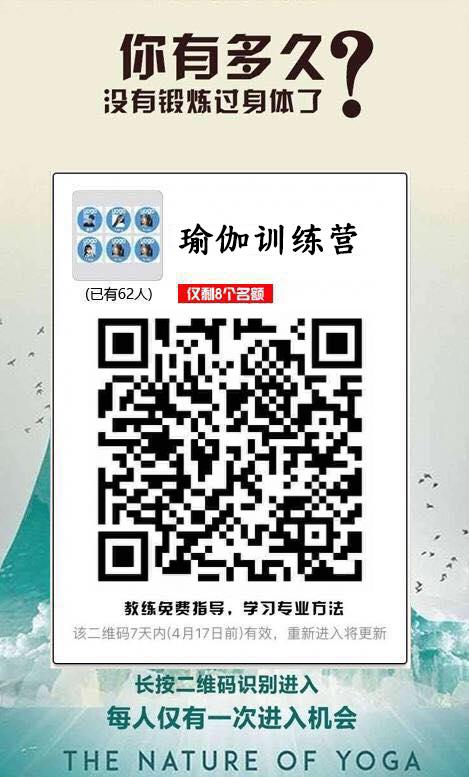 你有多久?
没有锻炼过身体了
瑜伽训练营
(已有62人)
仅剩8个名额
教练免费指导，学习专业方法
该二维码7天内(4月17日前)有效，重新进入将更新
长按二维码识别进入
每人仅有一次进入机会
THE NATURE OF YOGA